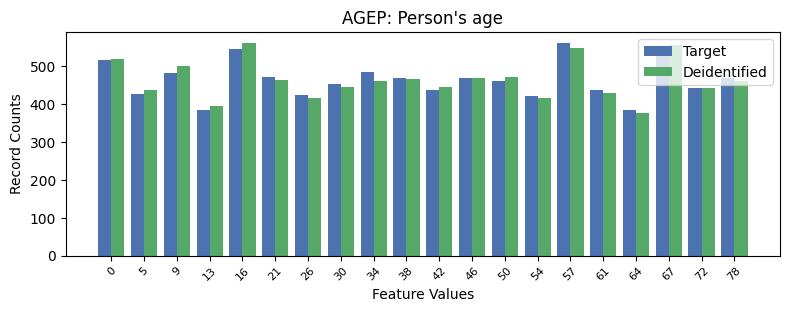 AGEP: Person's age
Target
Deidentified
Record Counts
500
400
300
200
100
0
0 5 9 13 16 21 26 30 34 38 42 46 50 54 57 61 64 67 72 78
Feature Values